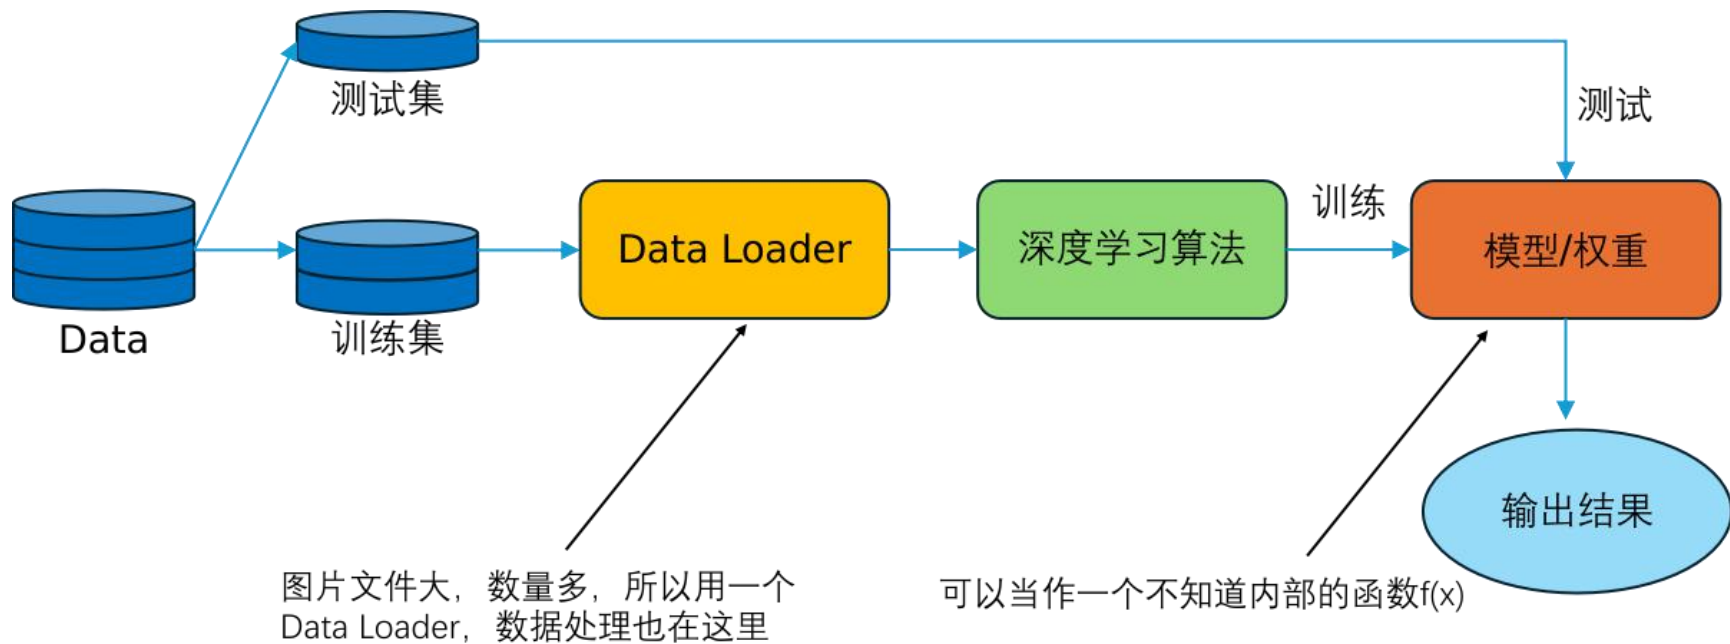 测试集
测试
Data
训练集
Data Loader
深度学习算法
训练
模型/权重
输出结果
图片文件大，数量多，所以用一个
Data Loader，数据处理也在这里
可以当作一个不知道内部的函数f(x)